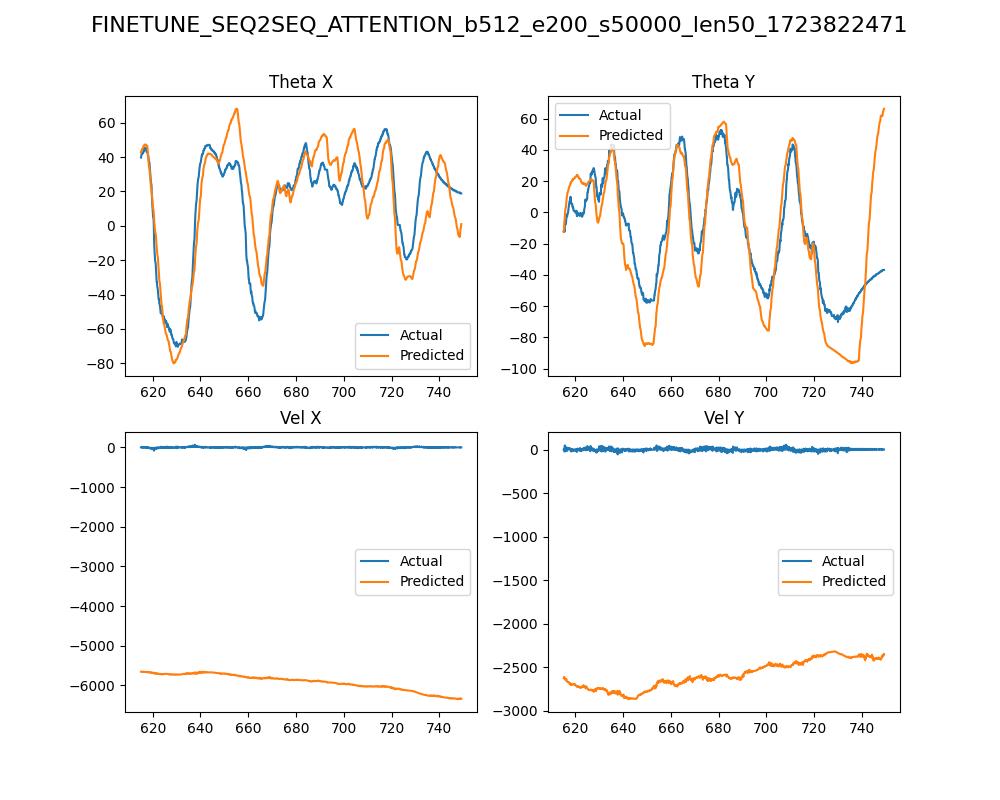 FINETUNE_SEQ2SEQ_ATTENTION_b512_e200_s50000_len50_1723822471
Theta X
60
40
20
0
−20
−40
−60
−80
620 640 660 680 700 720 740
Actual
Predicted
Theta Y
60
40
20
0
−20
−40
−60
−80
−100
620 640 660 680 700 720 740
Actual
Predicted
Vel X
0
−1000
−2000
−3000
−4000
−5000
−6000
620 640 660 680 700 720 740
Actual
Predicted
Vel Y
0
−500
−1000
−1500
−2000
−2500
−3000
620 640 660 680 700 720 740
Actual
Predicted